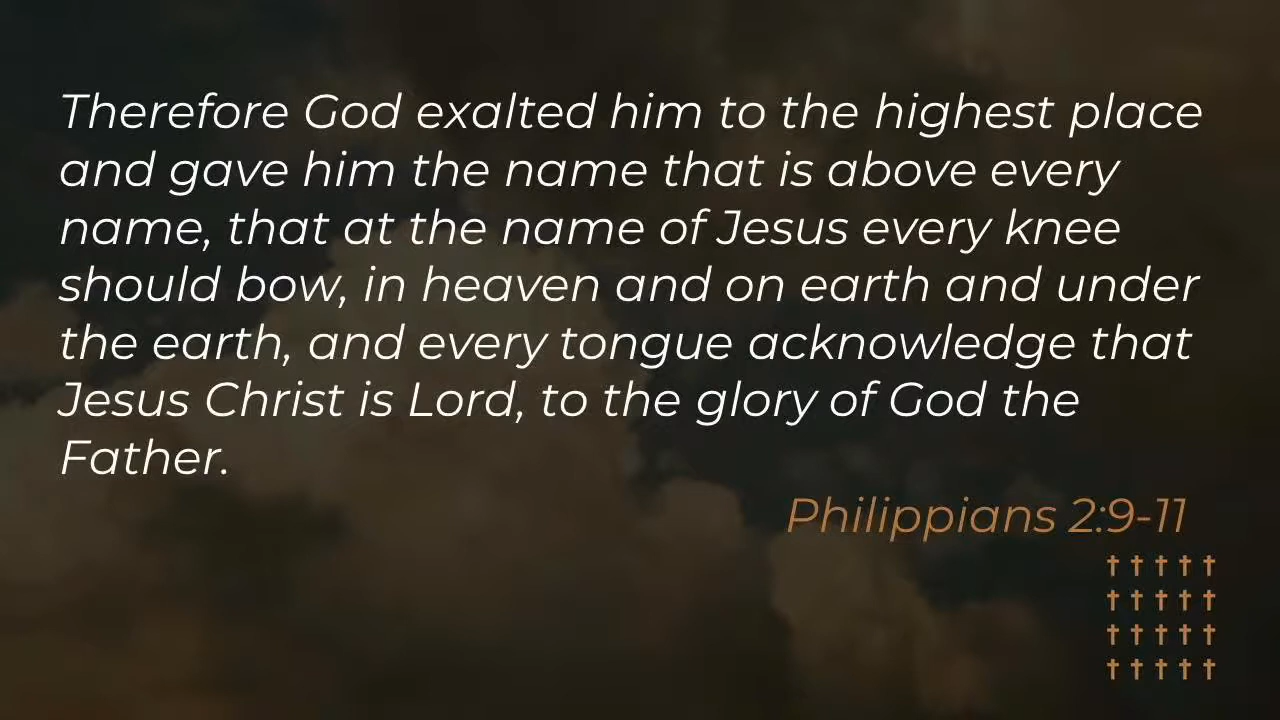 Therefore God exalted him to the highest place
and gave him the name that is above every
name, that at the name of Jesus every knee
should bow, in heaven and on earth and under
the earth, and every tongue acknowledge that
Jesus Christ is Lord, to the glory of God the
Father.
Philippians 2:9-11